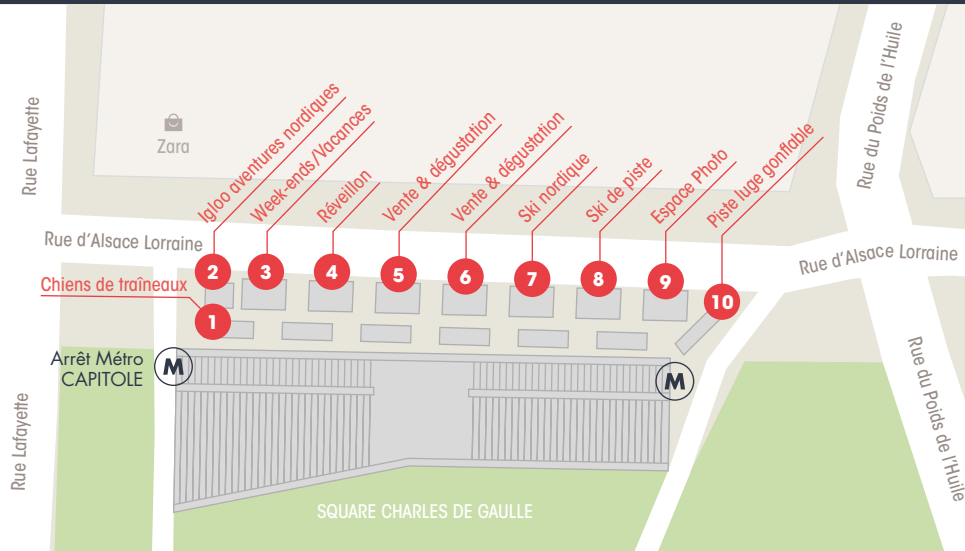 Rue Lafayette
Zara
Rue du Poids de l'Huile
Igloo aventures nordiques
Week-ends/Vacances
Réveillon
Vente & dégustation
Vente & dégustation
Ski nordique
Ski de piste
Espace Photo
Piste luge gonflable
Rue d'Alsace Lorraine
Rue d'Alsace Lorraine
2
3
4
5
6
7
8
9
10
Chiens de traîneaux
1
Arrêt Métro
CAPITOLE
M
M
Rue Lafayette
Rue du Poids de l'Huile
SQUARE CHARLES DE GAULLE